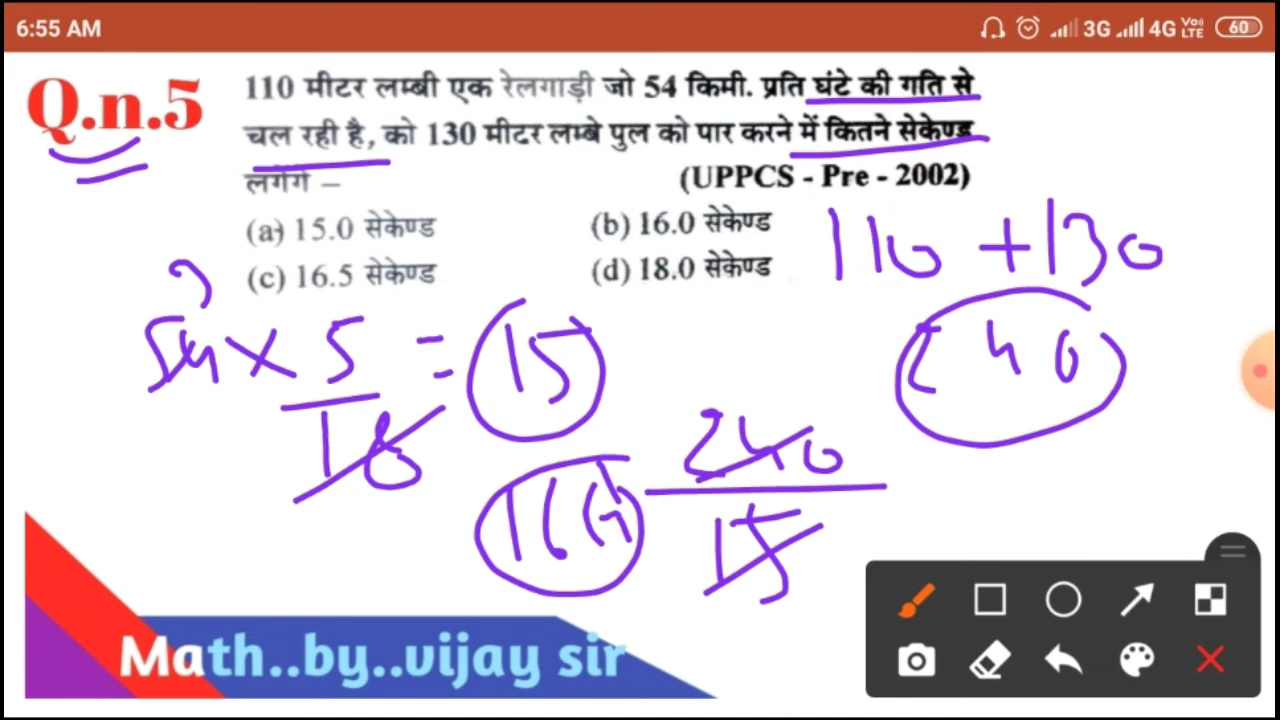 6:55 AM 3G 4G Vo) LTE 60
Q.n.5
110 मीटर लम्बी एक रेलगाड़ी जो 54 किमी. प्रति घंटे की गति से
चल रही है, को 130 मीटर लम्बे पुल को पार करने में कितने सेकेण्ड
लगेंगे –
(UPPCS - Pre - 2002)
(a) 15.0 सेकेण्ड (b) 16.0 सेकेण्ड
(c) 16.5 सेकेण्ड (d) 18.0 सेकेण्ड
110 + 130
3
54 × 5 = 15
18
240
240
16 से
15
Math..by..vijay sir